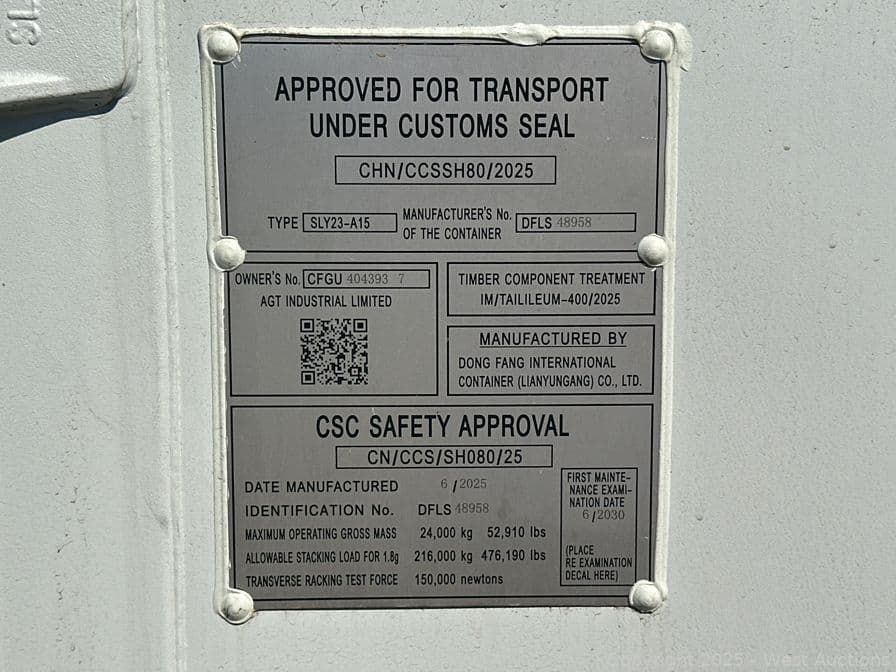 3L
APPROVED FOR TRANSPORT
UNDER CUSTOMS SEAL
CHN/CCSSH80/2025
TYPE SLY23-A15
MANUFACTURER'S No.
OF THE CONTAINER
DFLS 48958
OWNER'S No. CFGU 404393 7
AGT INDUSTRIAL LIMITED
TIMBER COMPONENT TREATMENT
IM/TAILILEUM-400/2025
MANUFACTURED BY
DONG FANG INTERNATIONAL
CONTAINER (LIANYUNGANG) CO., LTD.
CSC SAFETY APPROVAL
CN/CCS/SH080/25
DATE MANUFACTURED 6 / 2025
IDENTIFICATION No. DFLS 48958
MAXIMUM OPERATING GROSS MASS 24,000 kg 52,910 lbs
ALLOWABLE STACKING LOAD FOR 1.8g 216,000 kg 476,190 lbs
TRANSVERSE RACKING TEST FORCE 150,000 newtons
FIRST MAINTE-
NANCE EXAMI-
NATION DATE
6 / 2030
(PLACE
RE EXAMINATION
DECAL HERE)
Copyright 2025 - West Auctions